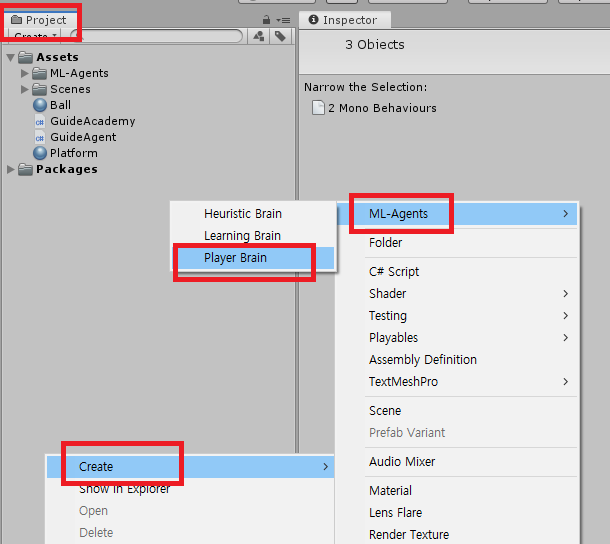 Project
Inspector
Create
3 Objects
Assets
ML-Agents
Scenes
Ball
GuideAcademy
GuideAgent
Platform
Packages
Narrow the Selection:
2 Mono Behaviours
Heuristic Brain
Learning Brain
Player Brain
ML-Agents
Folder
C# Script
Shader
Testing
Playables
Assembly Definition
TextMeshPro
Scene
Prefab Variant
Audio Mixer
Material
Lens Flare
Render Texture
Create
Show in Explorer
Open
Delete